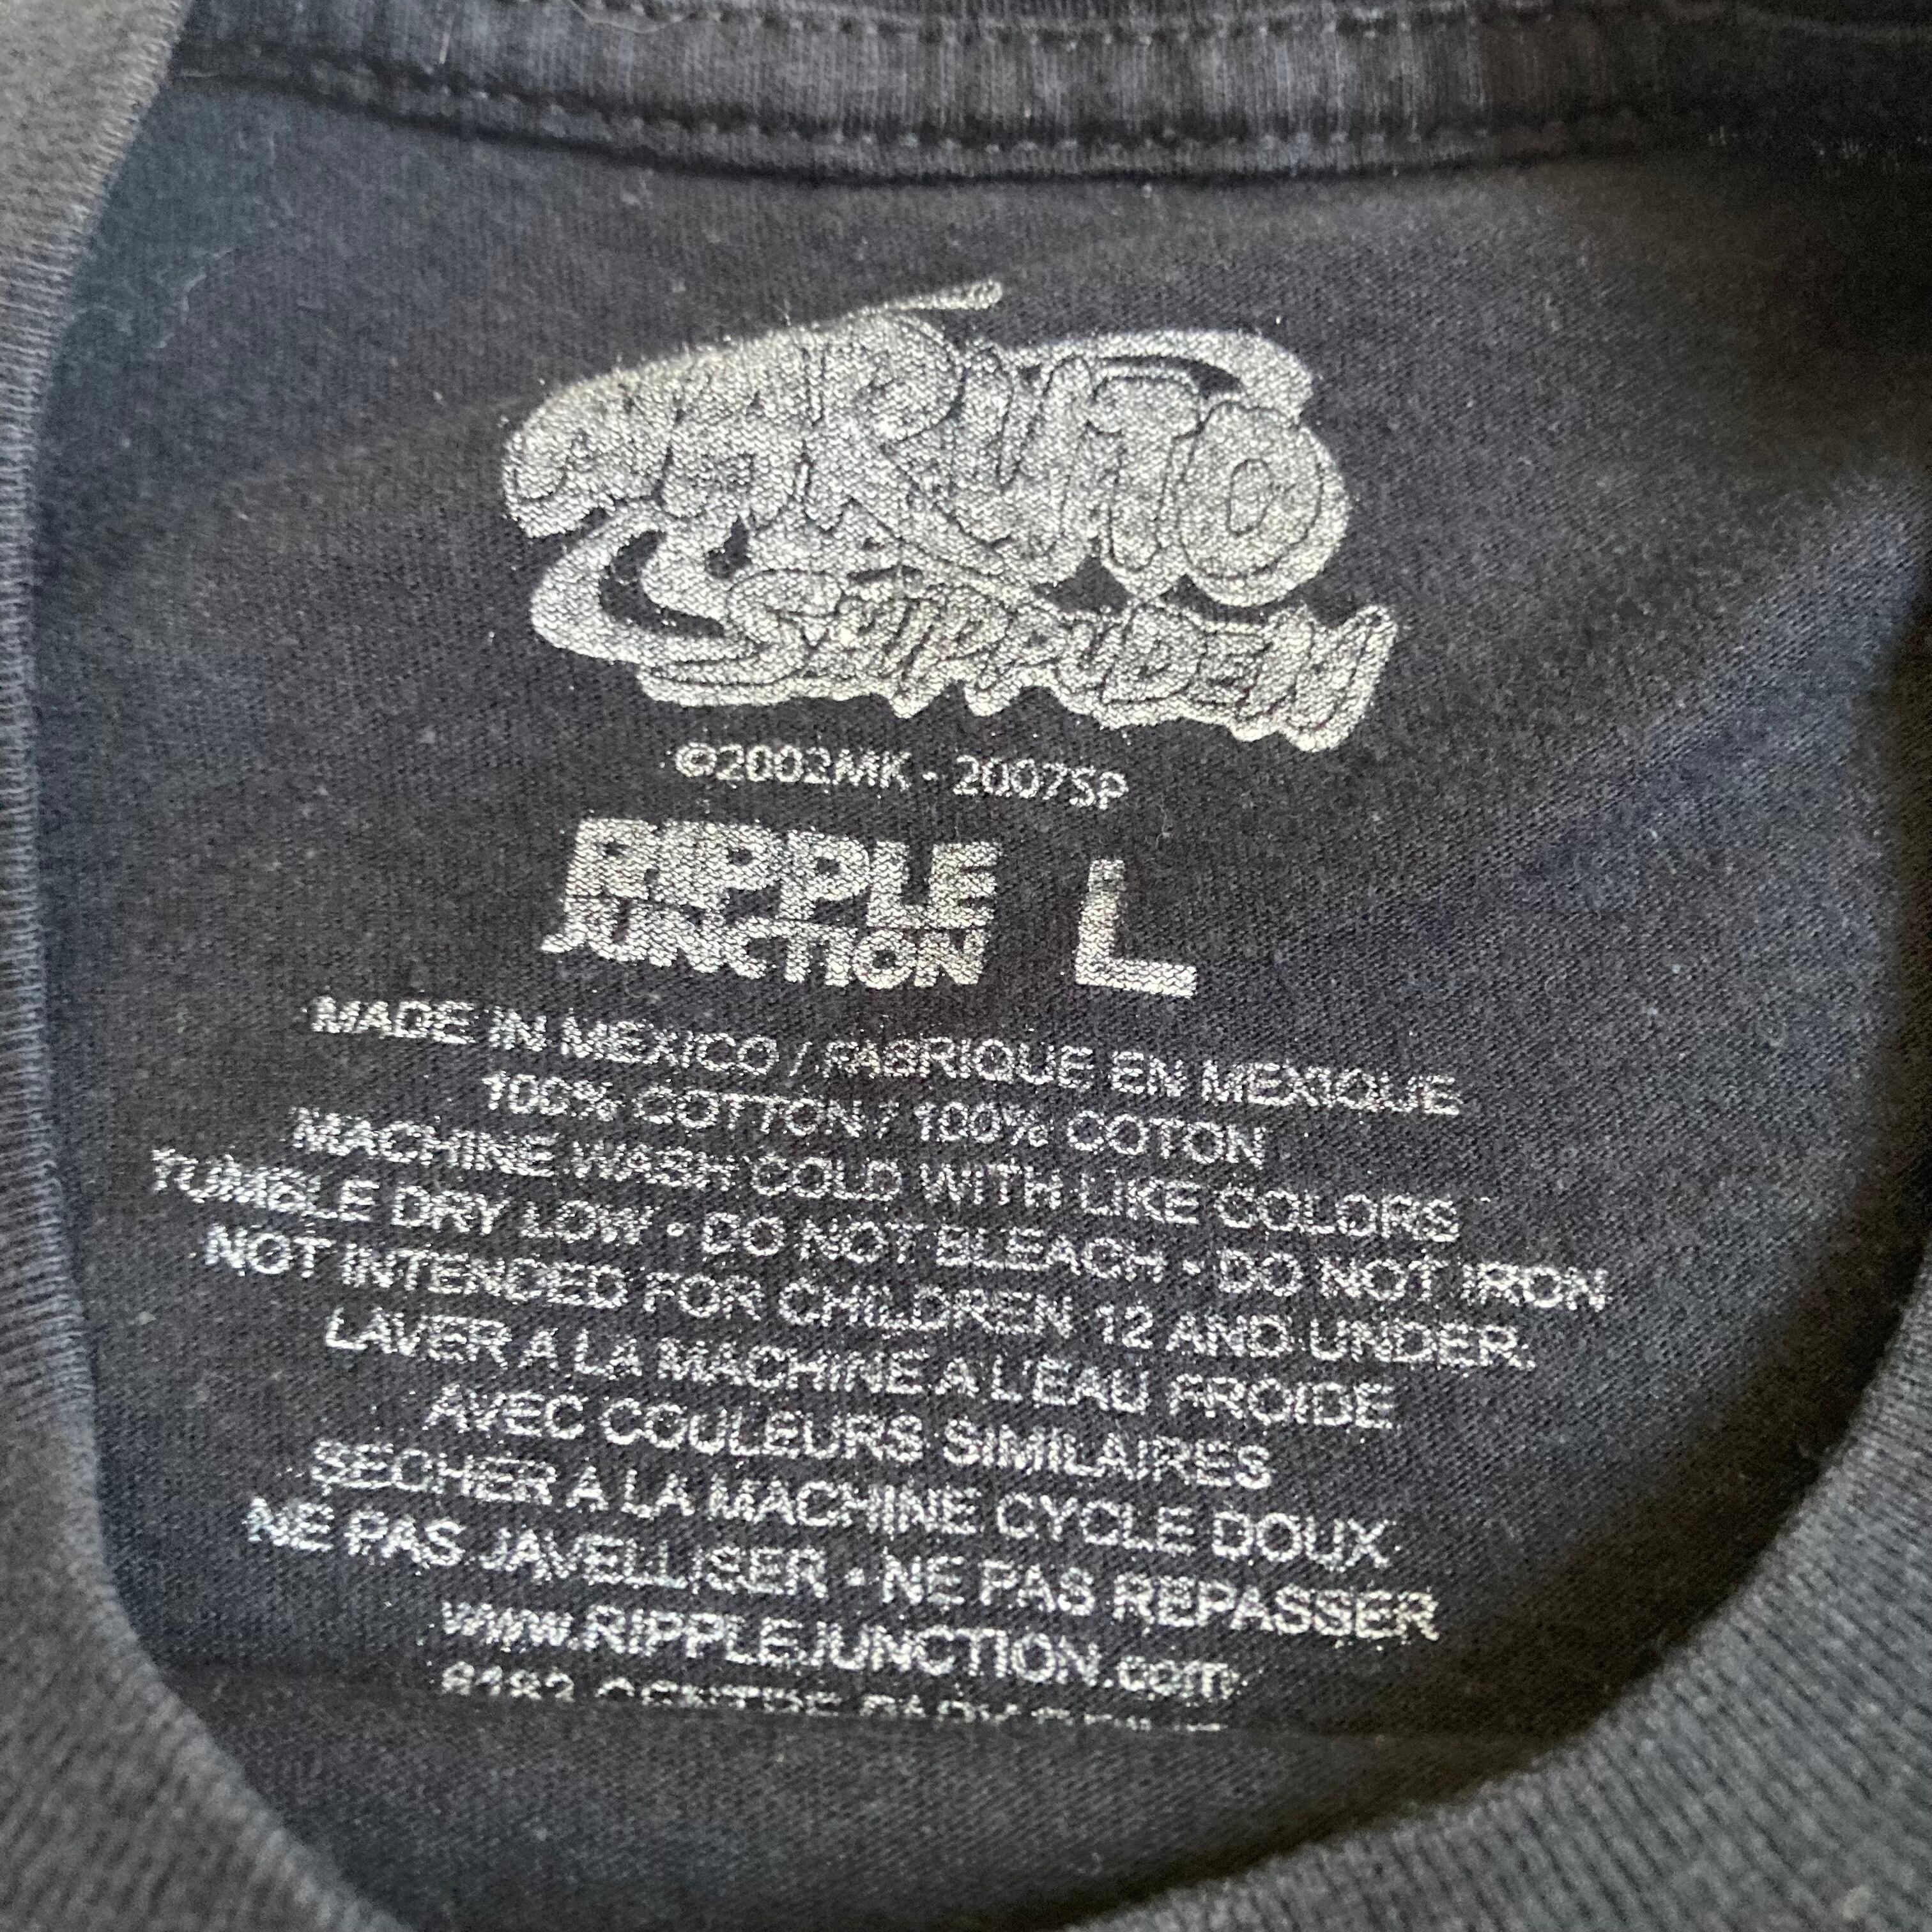 NARUTO
SHIPPUDEN
©2002MK - 2007SP
RIPPLE
JUNCTION L
MADE IN MEXICO / FABRIQUE EN MEXIQUE
100% COTTON / 100% COTON
MACHINE WASH COLD WITH LIKE COLORS
TUMBLE DRY LOW • DO NOT BLEACH • DO NOT IRON
NOT INTENDED FOR CHILDREN 12 AND UNDER.
LAVER A LA MACHINE A L'EAU FROIDE
AVEC COULEURS SIMILAIRES
SECHER A LA MACHINE CYCLE DOUX
NE PAS JAVELLISER • NE PAS REPASSER
www.RIPPLEJUNCTION.com
CENTRE PARK